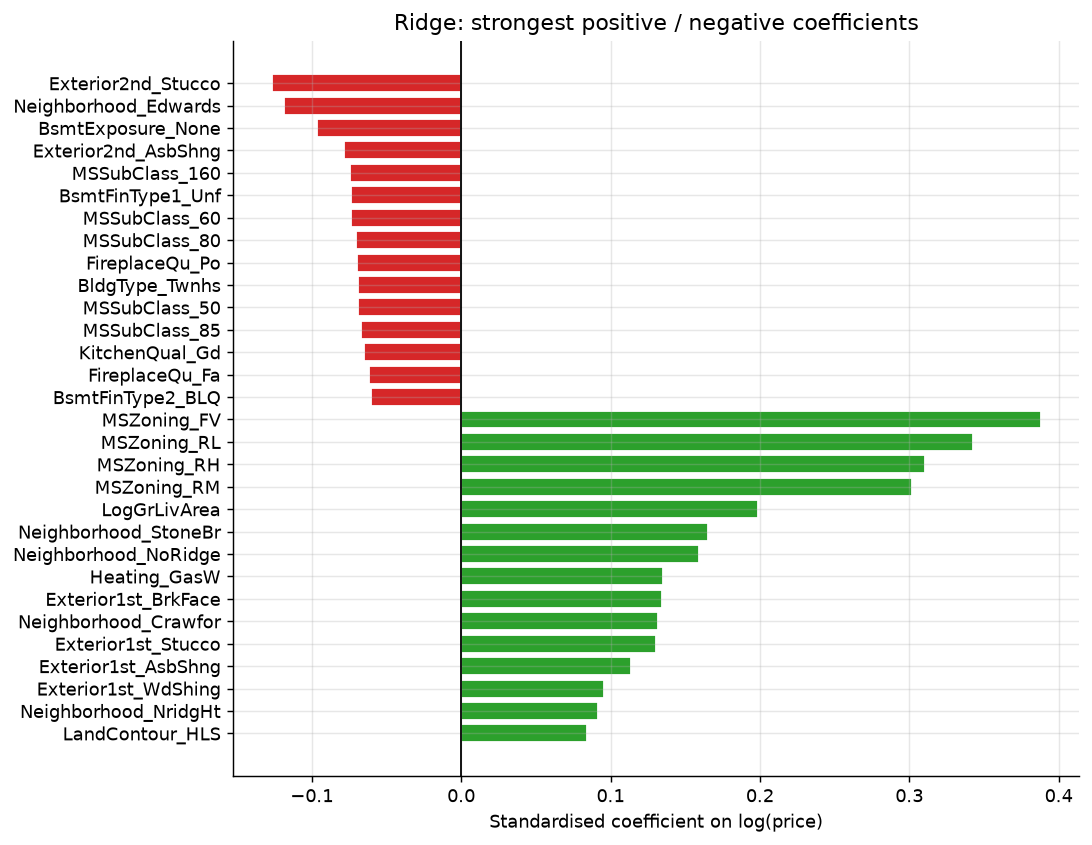 Ridge: strongest positive / negative coefficients
Exterior2nd_Stucco
Neighborhood_Edwards
BsmtExposure_None
Exterior2nd_AsbShng
MSSubClass_160
BsmtFinType1_Unf
MSSubClass_60
MSSubClass_80
FireplaceQu_Po
BldgType_Twnhs
MSSubClass_50
MSSubClass_85
KitchenQual_Gd
FireplaceQu_Fa
BsmtFinType2_BLQ
MSZoning_FV
MSZoning_RL
MSZoning_RH
MSZoning_RM
LogGrLivArea
Neighborhood_StoneBr
Neighborhood_NoRidge
Heating_GasW
Exterior1st_BrkFace
Neighborhood_Crawfor
Exterior1st_Stucco
Exterior1st_AsbShng
Exterior1st_WdShing
Neighborhood_NridgHt
LandContour_HLS
−0.1 0.0 0.1 0.2 0.3 0.4
Standardised coefficient on log(price)